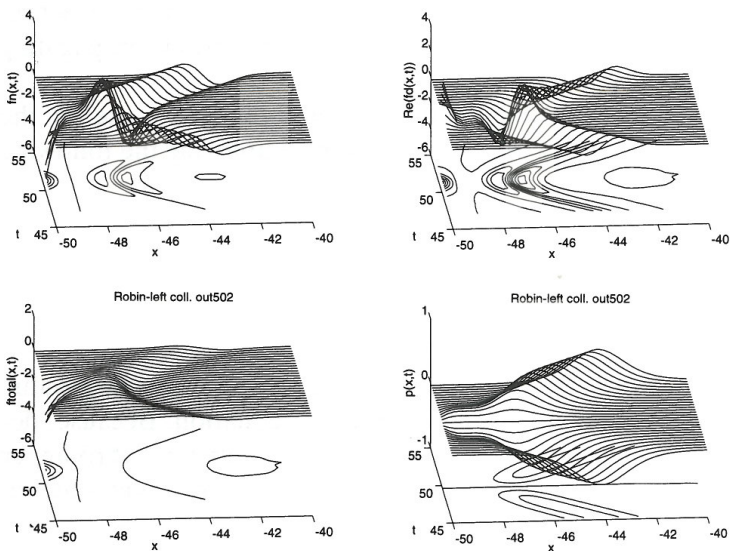 4
2
0
-2
-4
-6
fn(x,t)
55
50
t 45
-50 -48 -46 -44 -42 -40
x
4
2
0
-2
-4
-6
Re(fd(x,t))
55
50
t 45
-50 -48 -46 -44 -42 -40
x
Robin-left coll. out502
2
0
-2
-4
-6
ftotal(x,t)
55
50
t 45
-50 -48 -46 -44 -42 -40
x
Robin-left coll. out502
1
0
-1
p(x,t)
55
50
t 45
-50 -48 -46 -44 -42 -40
x